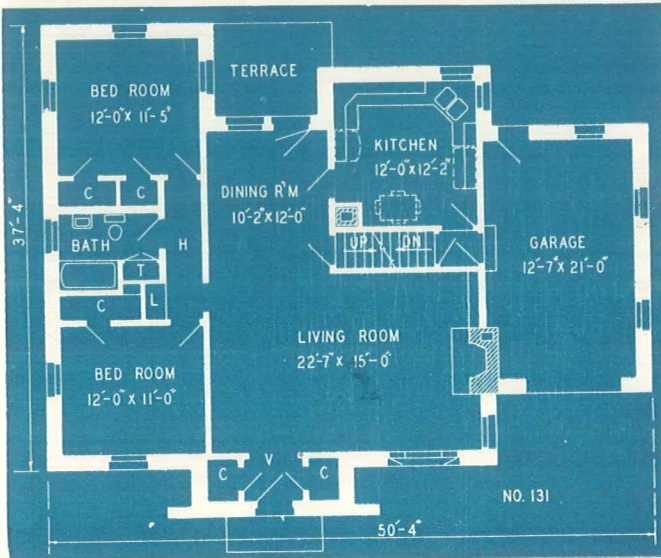 TERRACE
BED ROOM
12'-0" X 11'-5"
KITCHEN
12'-0" X 12'-2"
C
C
DINING R'M
10'-2" X 12'-0"
37'-4"
BATH
H
UP
DN
GARAGE
12'-7" X 21'-0"
T
C
L
LIVING ROOM
22'-7" X 15'-0"
BED ROOM
12'-0" X 11'-0"
V
C
C
NO. 131
50'-4"